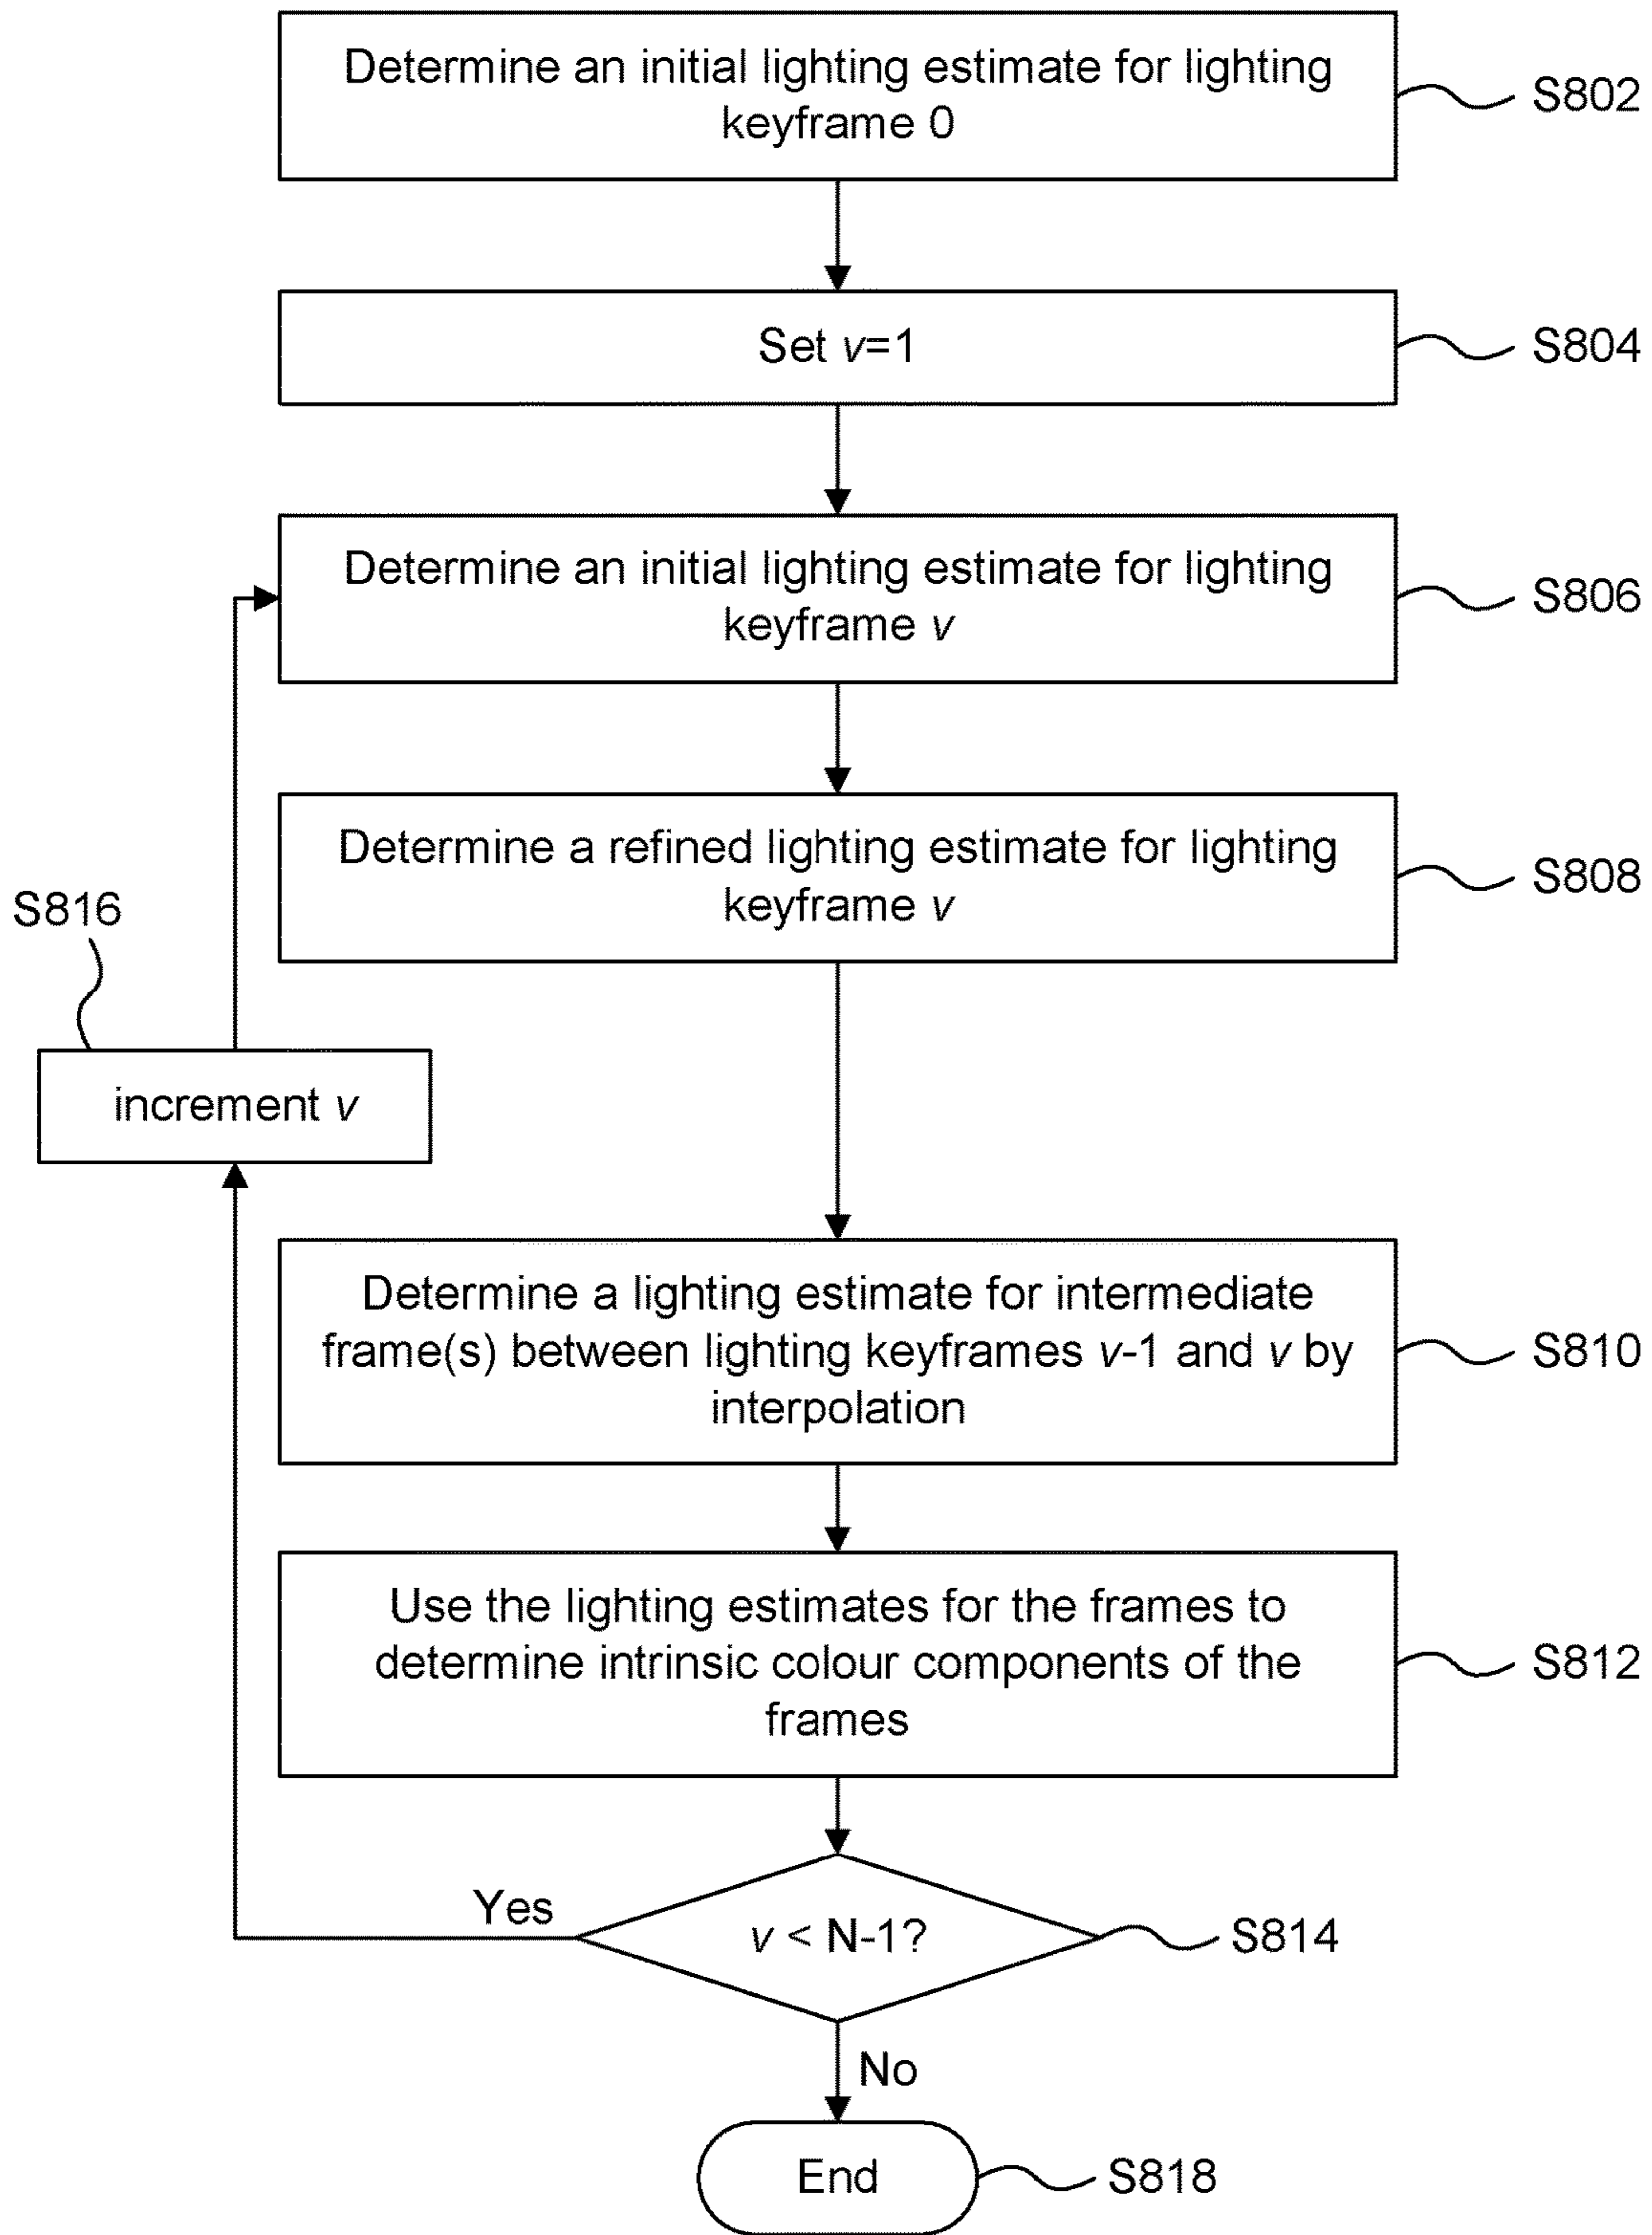 Determine an initial lighting estimate for lighting
keyframe 0
S802
Set v=1
S804
Determine an initial lighting estimate for lighting
keyframe v
S806
Determine a refined lighting estimate for lighting
keyframe v
S808
S816
increment v
Determine a lighting estimate for intermediate
frame(s) between lighting keyframes v-1 and v by
interpolation
S810
Use the lighting estimates for the frames to
determine intrinsic colour components of the
frames
S812
Yes
v < N-1?
S814
No
End
S818